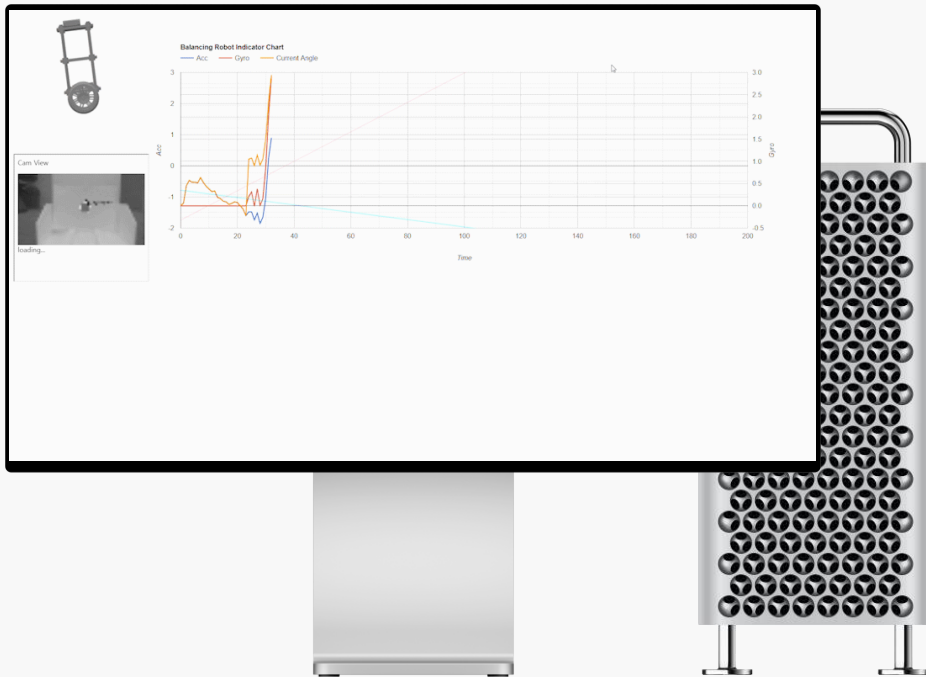 Balancing Robot Indicator Chart
Acc Gyro Current Angle
Cam View
loading...
3
2
1
0
-1
-2
Acc
3.0
2.5
2.0
1.5
1.0
0.5
0.0
-0.5
Gyro
0 20 40 60 80 100 120 140 160 180 200
Time